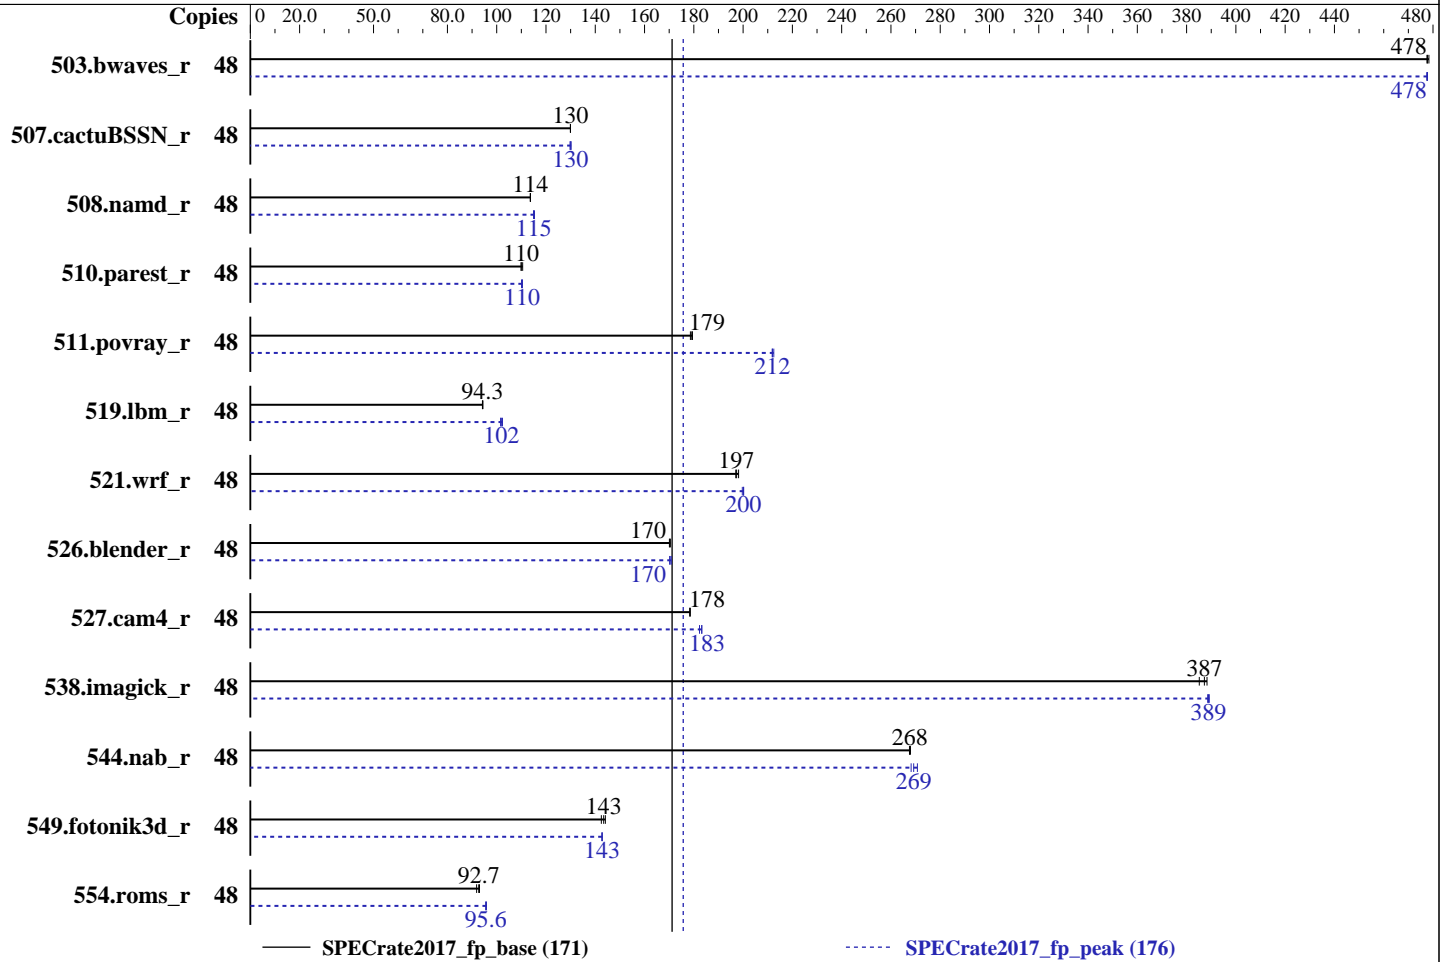 Copies 0 20.0 50.0 80.0 100 120 140 160 180 200 220 240 260 280 300 320 340 360 380 400 420 440 480
478
503.bwaves_r 48
478
130
507.cactuBSSN_r 48
130
114
508.namd_r 48
115
110
510.parest_r 48
110
179
511.povray_r 48
212
94.3
519.lbm_r 48
102
197
521.wrf_r 48
200
170
526.blender_r 48
170
178
527.cam4_r 48
183
387
538.imagick_r 48
389
268
544.nab_r 48
269
143
549.fotonik3d_r 48
143
92.7
554.roms_r 48
95.6
SPECrate2017_fp_base (171) SPECrate2017_fp_peak (176)